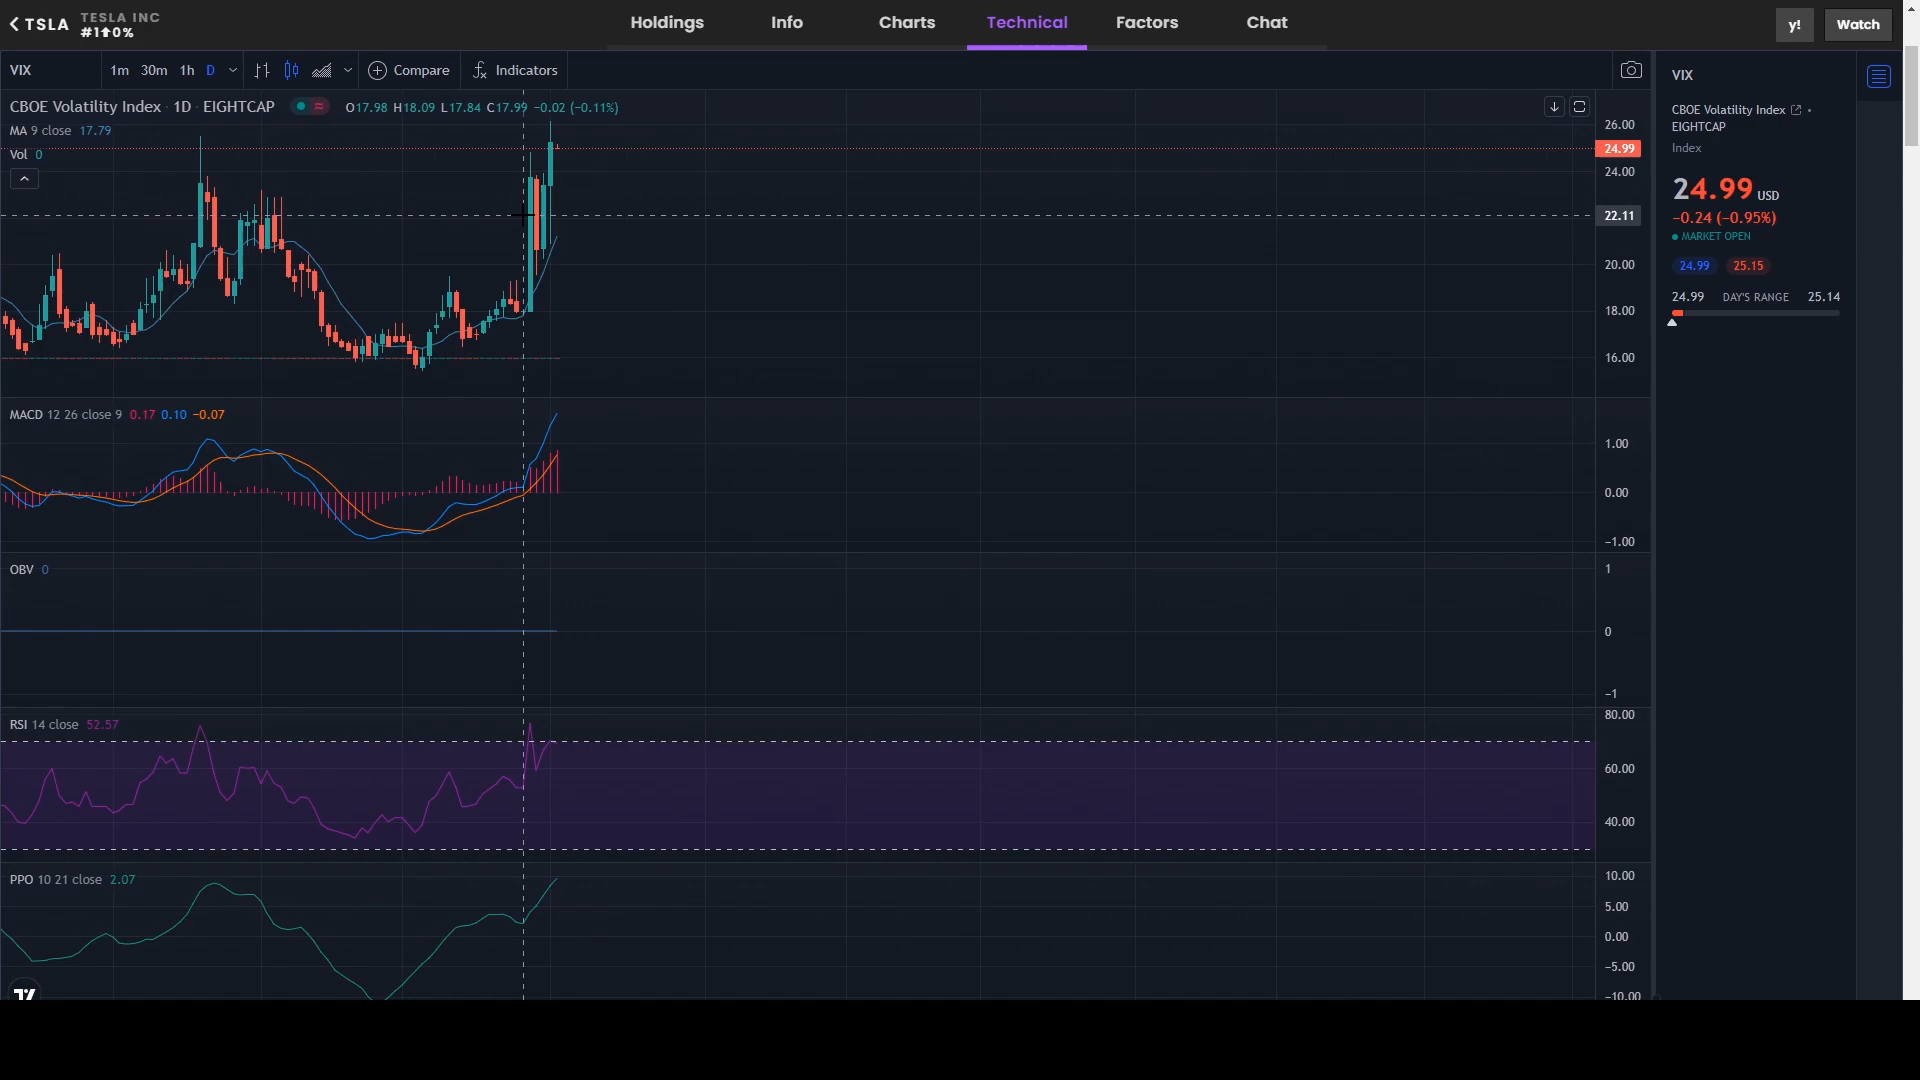 TSLA
TESLA INC
#1⬆0%
Holdings
Info
Charts
Technical
Factors
Chat
y!
Watch
VIX
1m 30m 1h D
Compare
Indicators
CBOE Volatility Index · 1D · EIGHTCAP
O17.98 H18.09 L17.84 C17.99 −0.02 (−0.11%)
MA 9 close 17.79
Vol 0
26.00
24.99
24.00
22.11
20.00
18.00
16.00
MACD 12 26 close 9 0.17 0.10 −0.07
1.00
0.00
−1.00
OBV 0
1
0
−1
RSI 14 close 52.57
80.00
60.00
40.00
PPO 10 21 close 2.07
10.00
5.00
0.00
−5.00
−10.00
VIX
CBOE Volatility Index •
EIGHTCAP
Index
24.99 USD
−0.24 (−0.95%)
MARKET OPEN
24.99 25.15
24.99 DAY'S RANGE 25.14